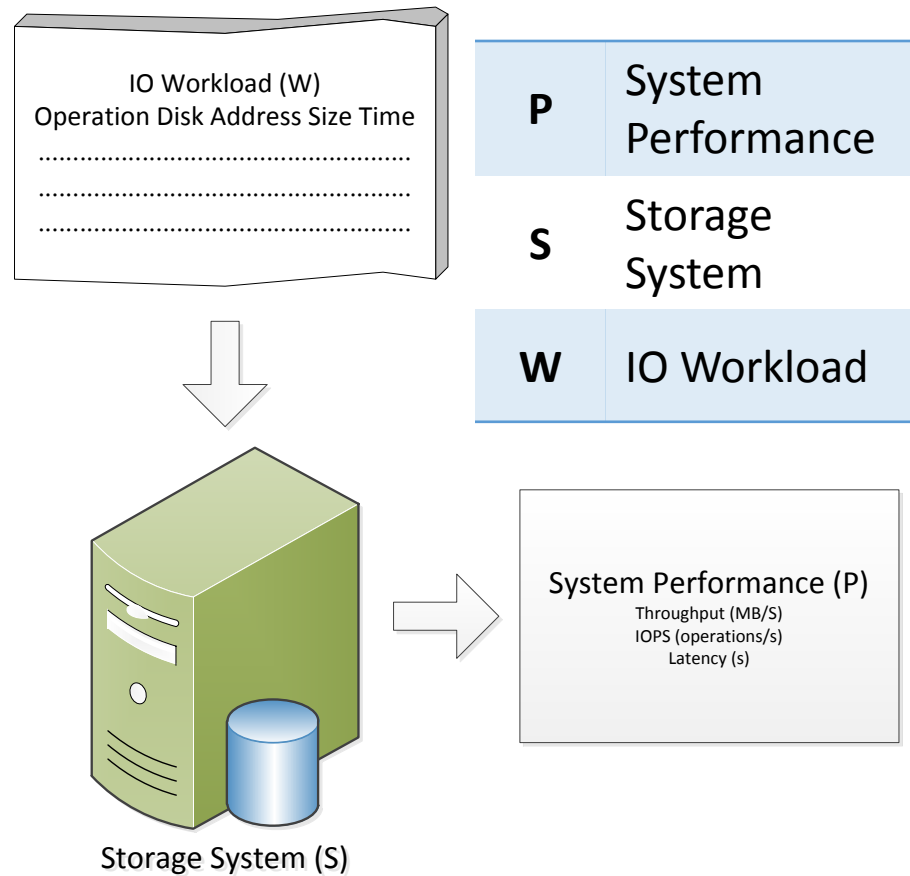 IO Workload (W)
Operation Disk Address Size Time
........................................................
........................................................
........................................................
P
System
Performance
S
Storage
System
W
IO Workload
System Performance (P)
Throughput (MB/S)
IOPS (operations/s)
Latency (s)
Storage System (S)